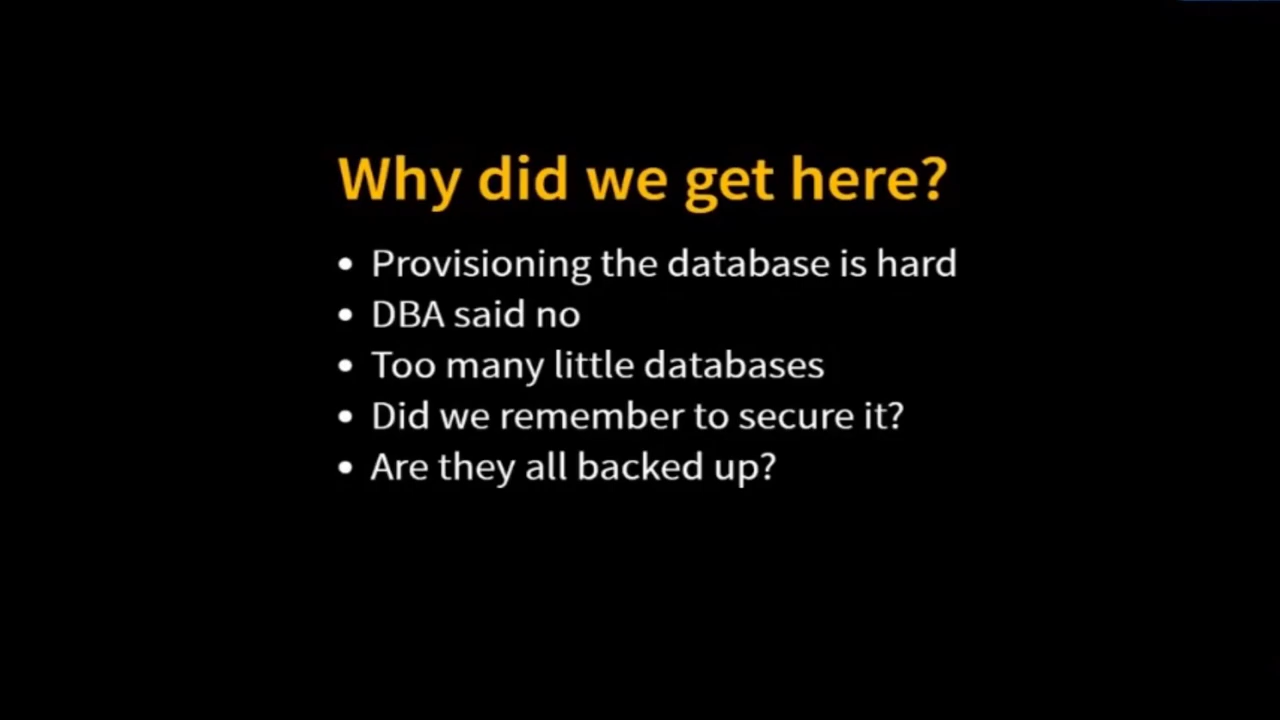 Why did we get here?
• Provisioning the database is hard
• DBA said no
• Too many little databases
• Did we remember to secure it?
• Are they all backed up?